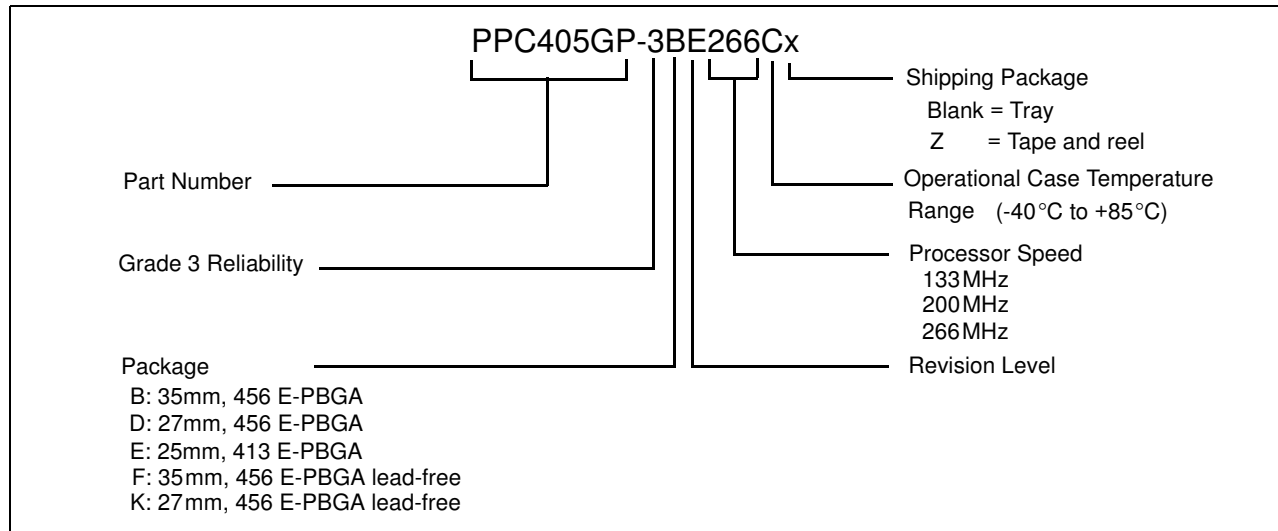 PPC405GP-3BE266Cx
Shipping Package
Blank = Tray
Z = Tape and reel
Part Number
Operational Case Temperature
Range (-40°C to +85°C)
Grade 3 Reliability
Processor Speed
133MHz
200MHz
266MHz
Package
Revision Level
B: 35mm, 456 E-PBGA
D: 27mm, 456 E-PBGA
E: 25mm, 413 E-PBGA
F: 35mm, 456 E-PBGA lead-free
K: 27mm, 456 E-PBGA lead-free